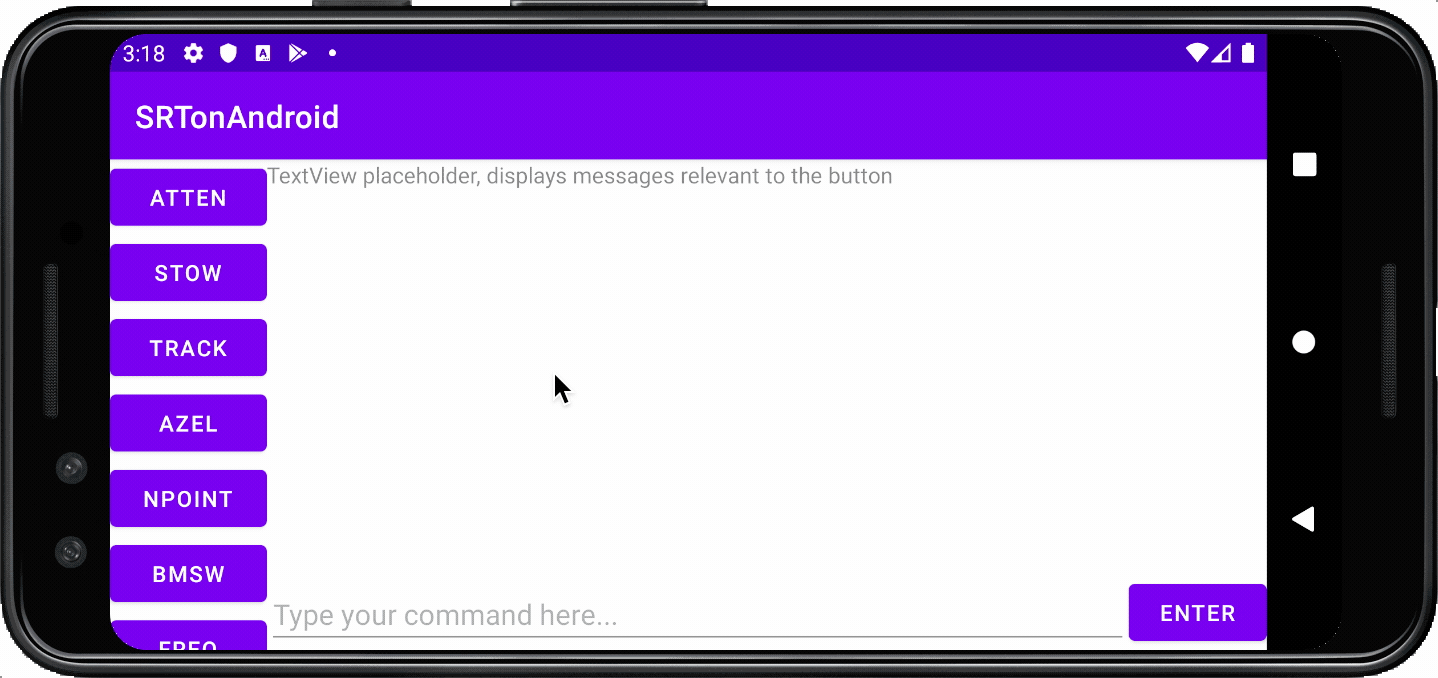 3:18
SRTonAndroid
TextView placeholder, displays messages relevant to the button
ATTEN
STOW
TRACK
AZEL
NPOINT
BMSW
FREQ
Type your command here...
ENTER